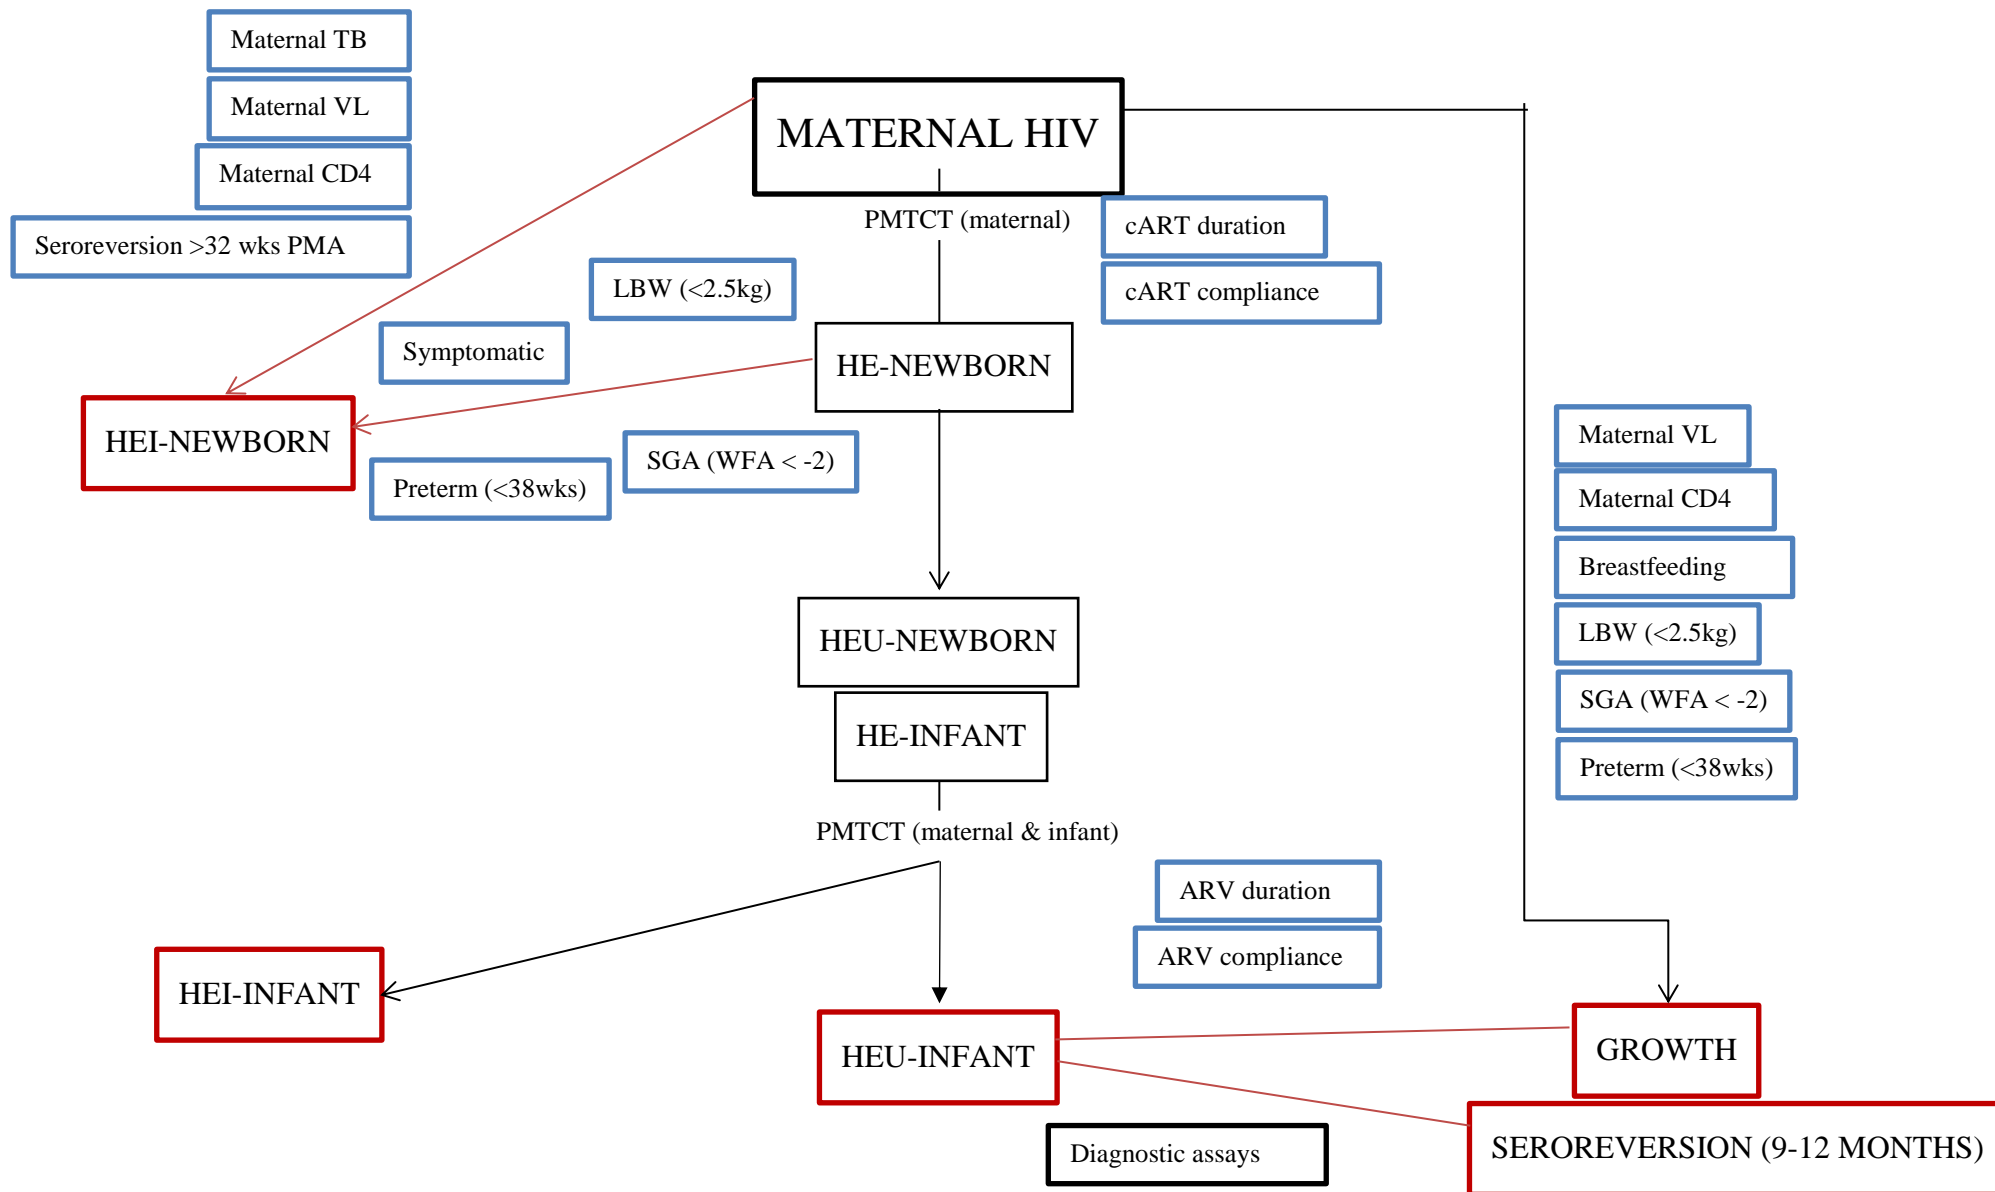 Maternal TB
Maternal VL
MATERNAL HIV
Maternal CD4
PMTCT (maternal)
cART duration
Seroreversion >32 wks PMA
LBW (<2.5kg)
cART compliance
Symptomatic
HE-NEWBORN
HEI-NEWBORN
SGA (WFA < -2)
Preterm (<38wks)
Maternal VL
Maternal CD4
Breastfeeding
LBW (<2.5kg)
SGA (WFA < -2)
Preterm (<38wks)
HEU-NEWBORN
HE-INFANT
PMTCT (maternal & infant)
ARV duration
ARV compliance
HEI-INFANT
HEU-INFANT
GROWTH
Diagnostic assays
SEROREVERSION (9-12 MONTHS)